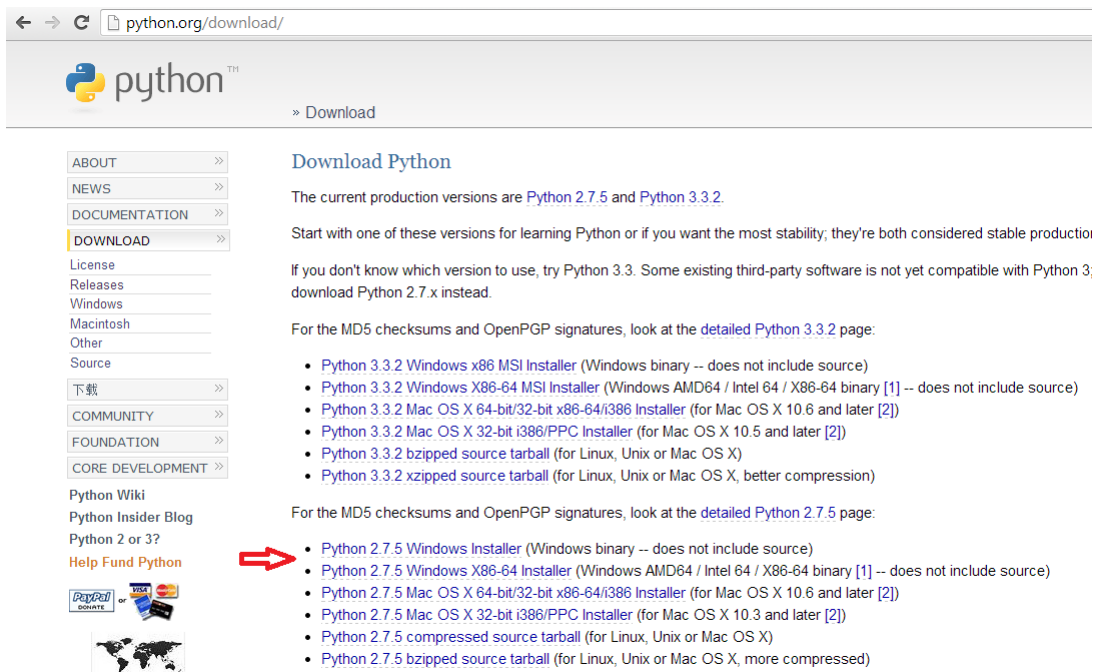 python.org/download/
python™
» Download
ABOUT »
NEWS »
DOCUMENTATION »
DOWNLOAD »
License
Releases
Windows
Macintosh
Other
Source
下载 »
COMMUNITY »
FOUNDATION »
CORE DEVELOPMENT »
Python Wiki
Python Insider Blog
Python 2 or 3?
Help Fund Python
PayPal
DONATE
or
VISA
Download Python
The current production versions are Python 2.7.5 and Python 3.3.2.
Start with one of these versions for learning Python or if you want the most stability; they're both considered stable production
If you don't know which version to use, try Python 3.3. Some existing third-party software is not yet compatible with Python 3;
download Python 2.7.x instead.
For the MD5 checksums and OpenPGP signatures, look at the detailed Python 3.3.2 page:
• Python 3.3.2 Windows x86 MSI Installer (Windows binary -- does not include source)
• Python 3.3.2 Windows X86-64 MSI Installer (Windows AMD64 / Intel 64 / X86-64 binary [1] -- does not include source)
• Python 3.3.2 Mac OS X 64-bit/32-bit x86-64/i386 Installer (for Mac OS X 10.6 and later [2])
• Python 3.3.2 Mac OS X 32-bit i386/PPC Installer (for Mac OS X 10.5 and later [2])
• Python 3.3.2 bzipped source tarball (for Linux, Unix or Mac OS X)
• Python 3.3.2 xzipped source tarball (for Linux, Unix or Mac OS X, better compression)
For the MD5 checksums and OpenPGP signatures, look at the detailed Python 2.7.5 page:
• Python 2.7.5 Windows Installer (Windows binary -- does not include source)
• Python 2.7.5 Windows X86-64 Installer (Windows AMD64 / Intel 64 / X86-64 binary [1] -- does not include source)
• Python 2.7.5 Mac OS X 64-bit/32-bit x86-64/i386 Installer (for Mac OS X 10.6 and later [2])
• Python 2.7.5 Mac OS X 32-bit i386/PPC Installer (for Mac OS X 10.3 and later [2])
• Python 2.7.5 compressed source tarball (for Linux, Unix or Mac OS X)
• Python 2.7.5 bzipped source tarball (for Linux, Unix or Mac OS X, more compressed)